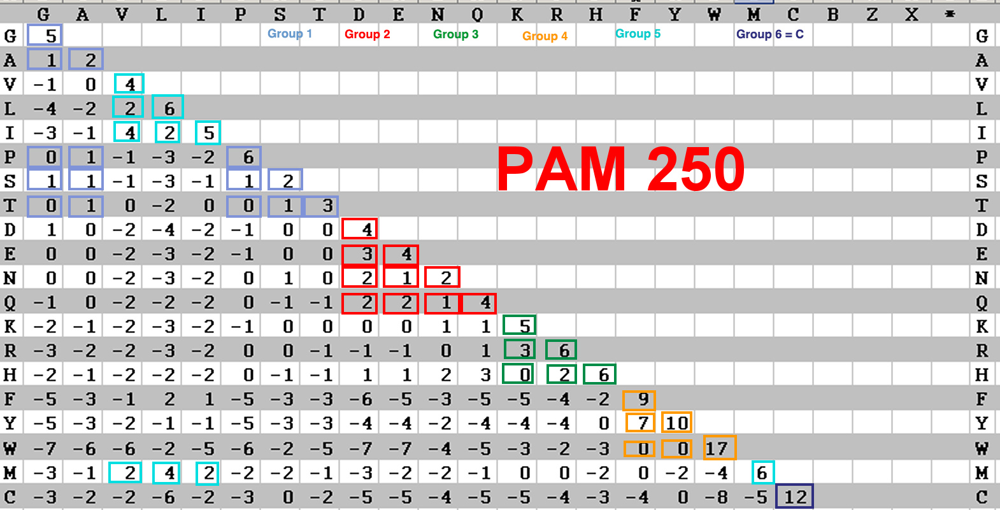 G A V L I P S T D E N Q K R H F Y W M C B Z X *
G 5 Group 1 Group 2 Group 3 Group 4 Group 5 Group 6 = C G
A 1 2 A
V -1 0 4 V
L -4 -2 2 6 L
I -3 -1 4 2 5 I
P 0 1 -1 -3 -2 6 P
PAM 250
S 1 1 -1 -3 -1 1 2 S
T 0 1 0 -2 0 0 1 3 T
D 1 0 -2 -4 -2 -1 0 0 4 D
E 0 0 -2 -3 -2 -1 0 0 3 4 E
N 0 0 -2 -3 -2 0 1 0 2 1 2 N
Q -1 0 -2 -2 -2 0 -1 -1 2 2 1 4 Q
K -2 -1 -2 -3 -2 -1 0 0 0 0 1 1 5 K
R -3 -2 -2 -3 -2 0 0 -1 -1 -1 0 1 3 6 R
H -2 -1 -2 -2 -2 0 -1 -1 1 1 2 3 0 2 6 H
F -5 -3 -1 2 1 -5 -3 -3 -6 -5 -3 -5 -5 -4 -2 9 F
Y -5 -3 -2 -1 -1 -5 -3 -3 -4 -4 -2 -4 -4 -4 0 7 10 Y
W -7 -6 -6 -2 -5 -6 -2 -5 -7 -7 -4 -5 -3 -2 -3 0 0 17 W
M -3 -1 2 4 2 -2 -2 -1 -3 -2 -2 -1 0 0 -2 0 -2 -4 6 M
C -3 -2 -2 -6 -2 -3 0 -2 -5 -5 -4 -5 -5 -4 -3 -4 0 -8 -5 12 C